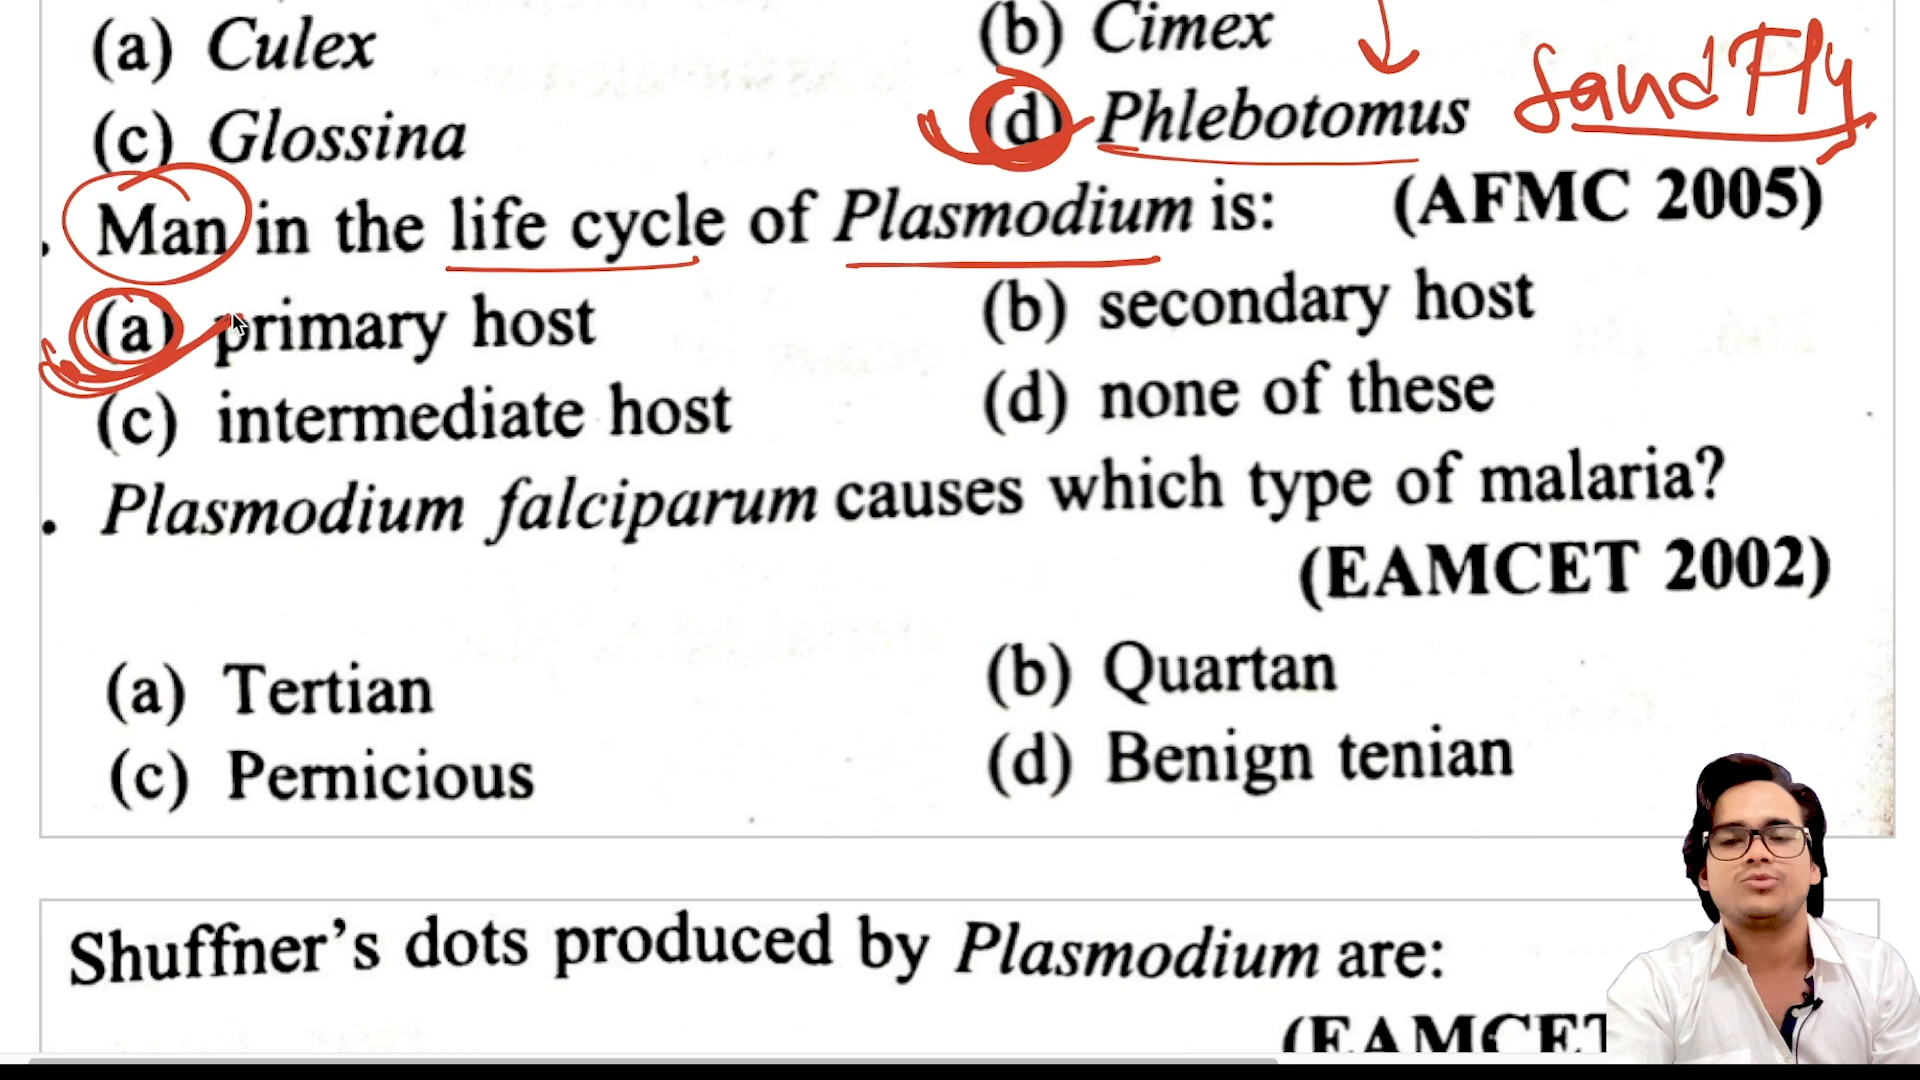 (a) Culex (b) Cimex
(c) Glossina (d) Phlebotomus Sand Fly
. Man in the life cycle of Plasmodium is: (AFMC 2005)
(a) primary host (b) secondary host
(c) intermediate host (d) none of these
. Plasmodium falciparum causes which type of malaria?
(EAMCET 2002)
(a) Tertian (b) Quartan
(c) Pernicious (d) Benign tenian
Shuffner's dots produced by Plasmodium are:
(EAMCET